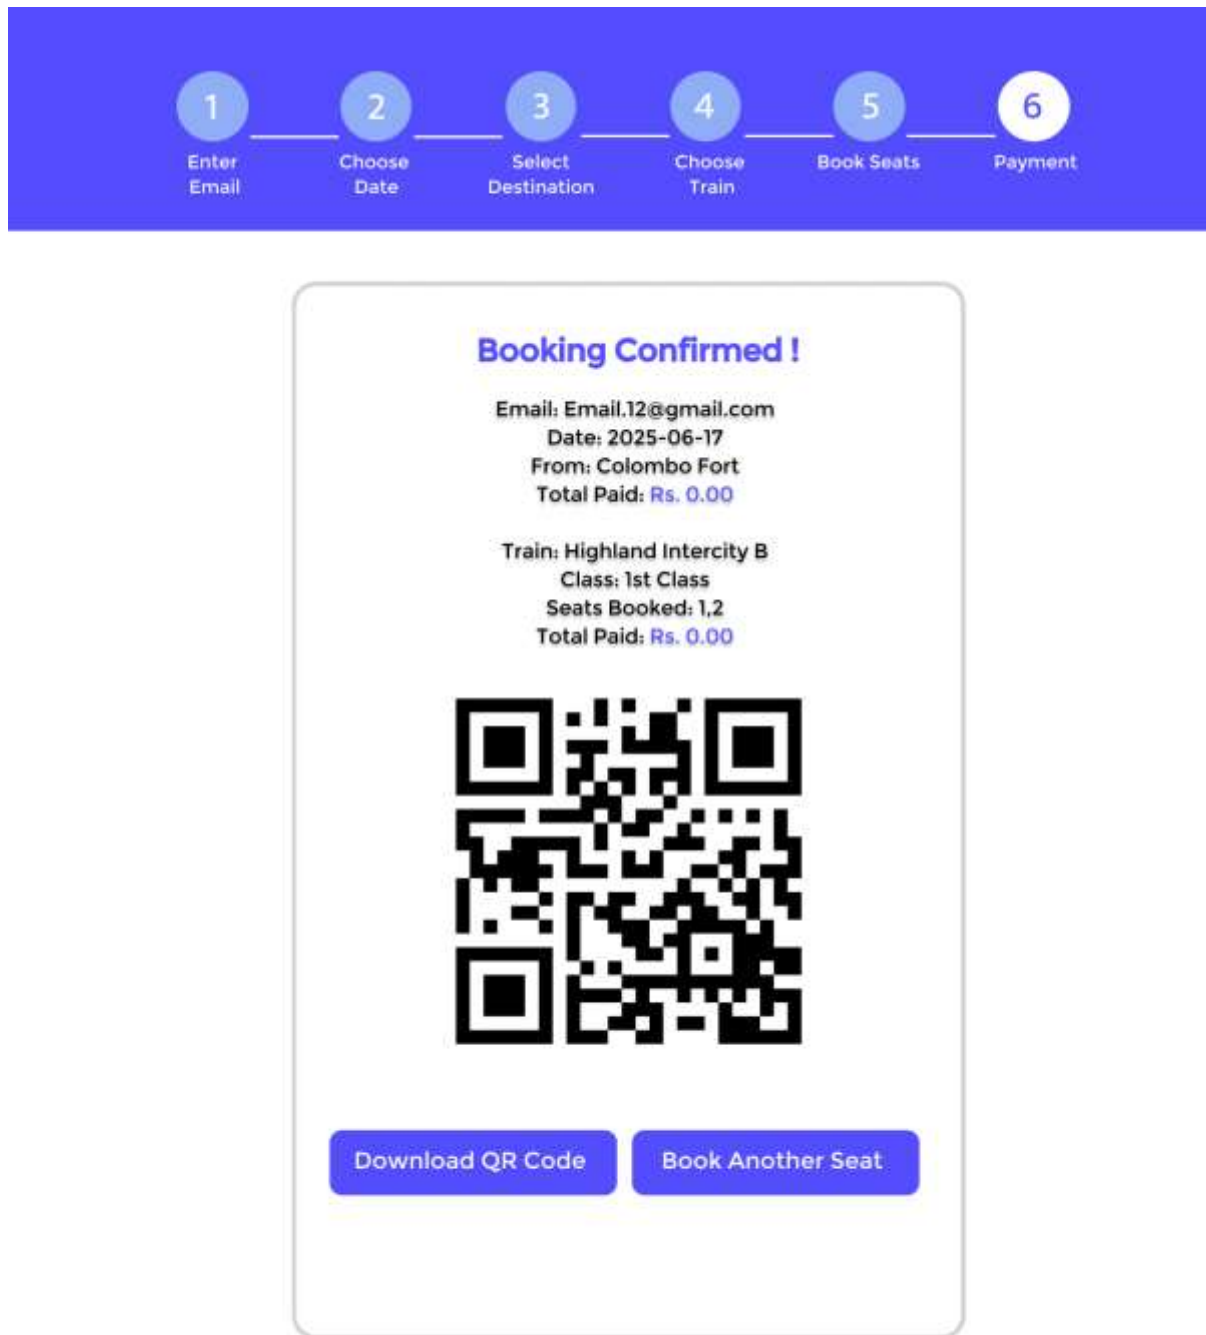 1
Enter
Email
2
Choose
Date
3
Select
Destination
4
Choose
Train
5
Book Seats
6
Payment
Booking Confirmed !
Email: Email.12@gmail.com
Date: 2025-06-17
From: Colombo Fort
Total Paid: Rs. 0.00
Train: Highland Intercity B
Class: 1st Class
Seats Booked: 1,2
Total Paid: Rs. 0.00
Download QR Code
Book Another Seat